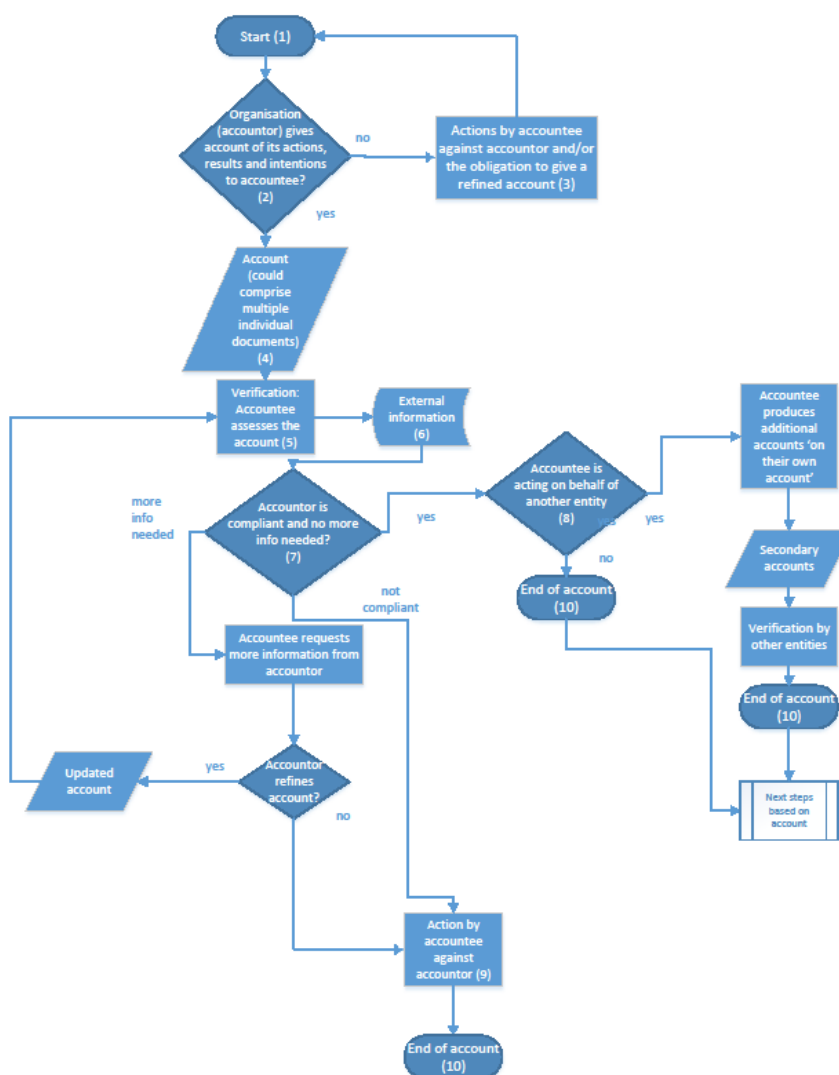 Start (1)
Organisation
(accountor) gives
account of its actions,
results and intentions
to accountee?
(2)
no
Actions by accountee
against accountor and/or
the obligation to give a
refined account (3)
yes
Account
(could
comprise
multiple
individual
documents)
(4)
Verification:
Accountee
assesses the
account (5)
External
information
(6)
Accountor is
compliant and no more
info needed?
(7)
more
info
needed
yes
not
compliant
Accountee is
acting on behalf of
another entity
(8)
yes
yes
no
End of account
(10)
Accountee
produces
additional
accounts ‘on
their own
account’
Secondary
accounts
Verification by
other entities
End of account
(10)
Next steps
based on
account
Accountee requests
more information from
accountor
Accountor
refines
account?
yes
no
Updated
account
Action by
accountee
against
accountor (9)
End of account
(10)